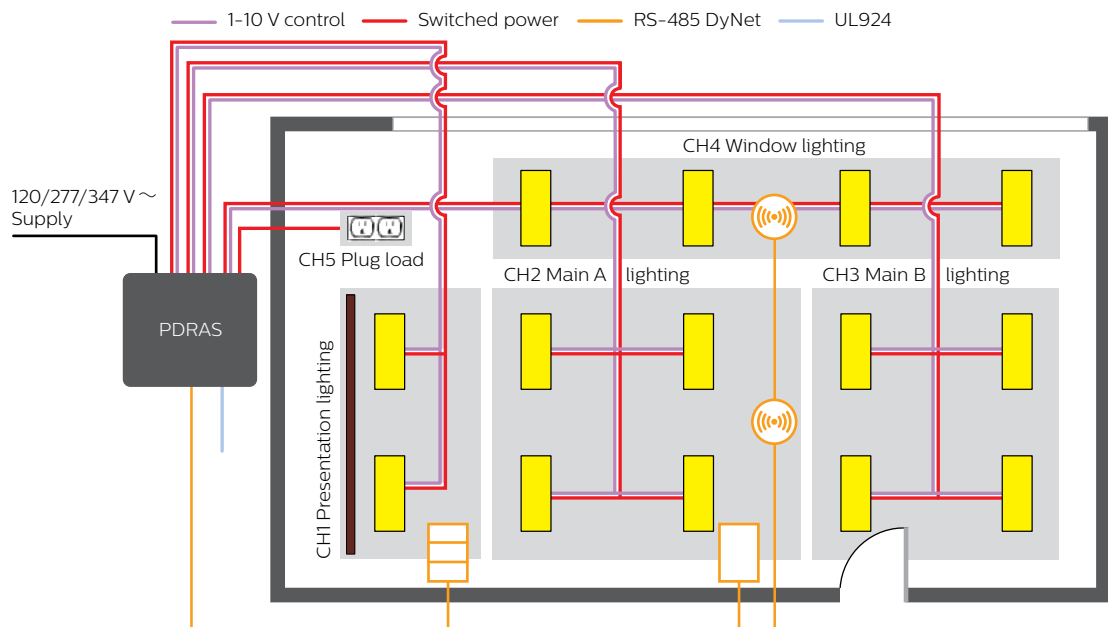 1-10 V control
Switched power
RS-485 DyNet
UL924
CH4 Window lighting
120/277/347 V ~
Supply
CH5 Plug load
CH2 Main A lighting
CH3 Main B lighting
PDRAS
CH1 Presentation lighting